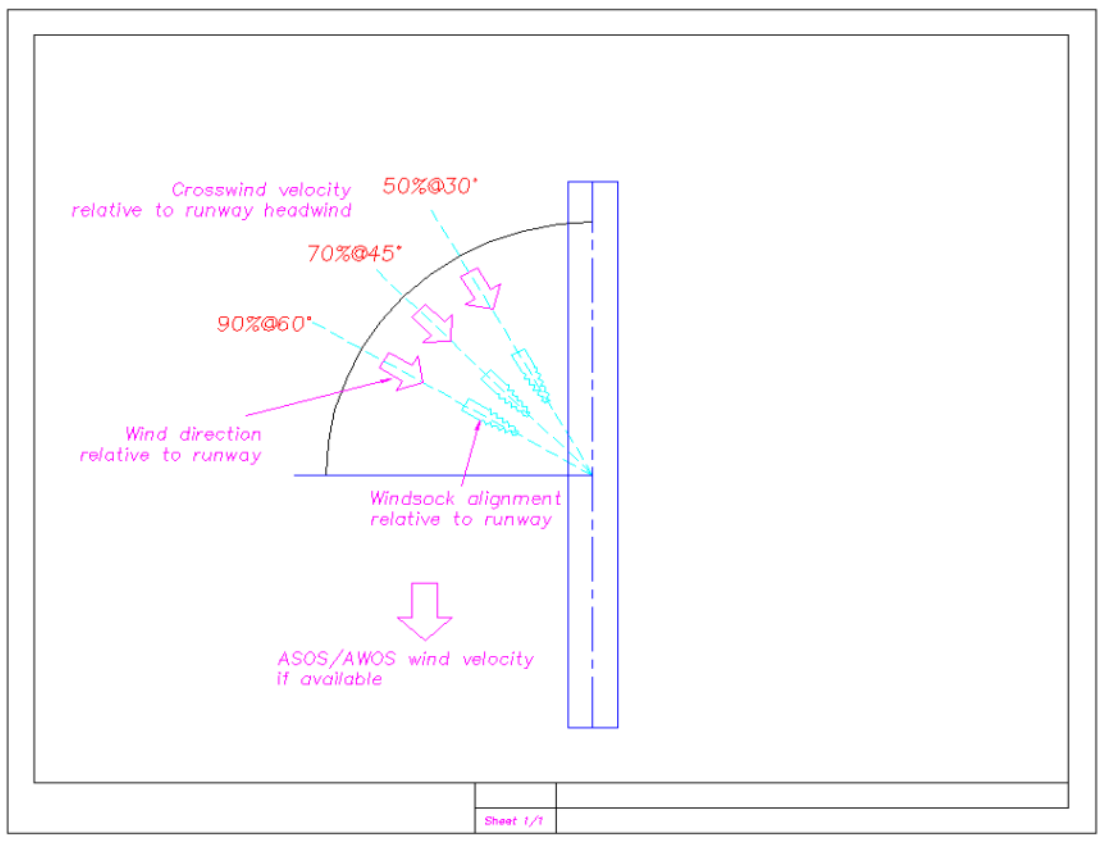 Crosswind velocity
relative to runway headwind
50%@30°
70%@45°
90%@60°
Wind direction
relative to runway
Windsock alignment
relative to runway
ASOS/AWOS wind velocity
if available
Sheet 1/1